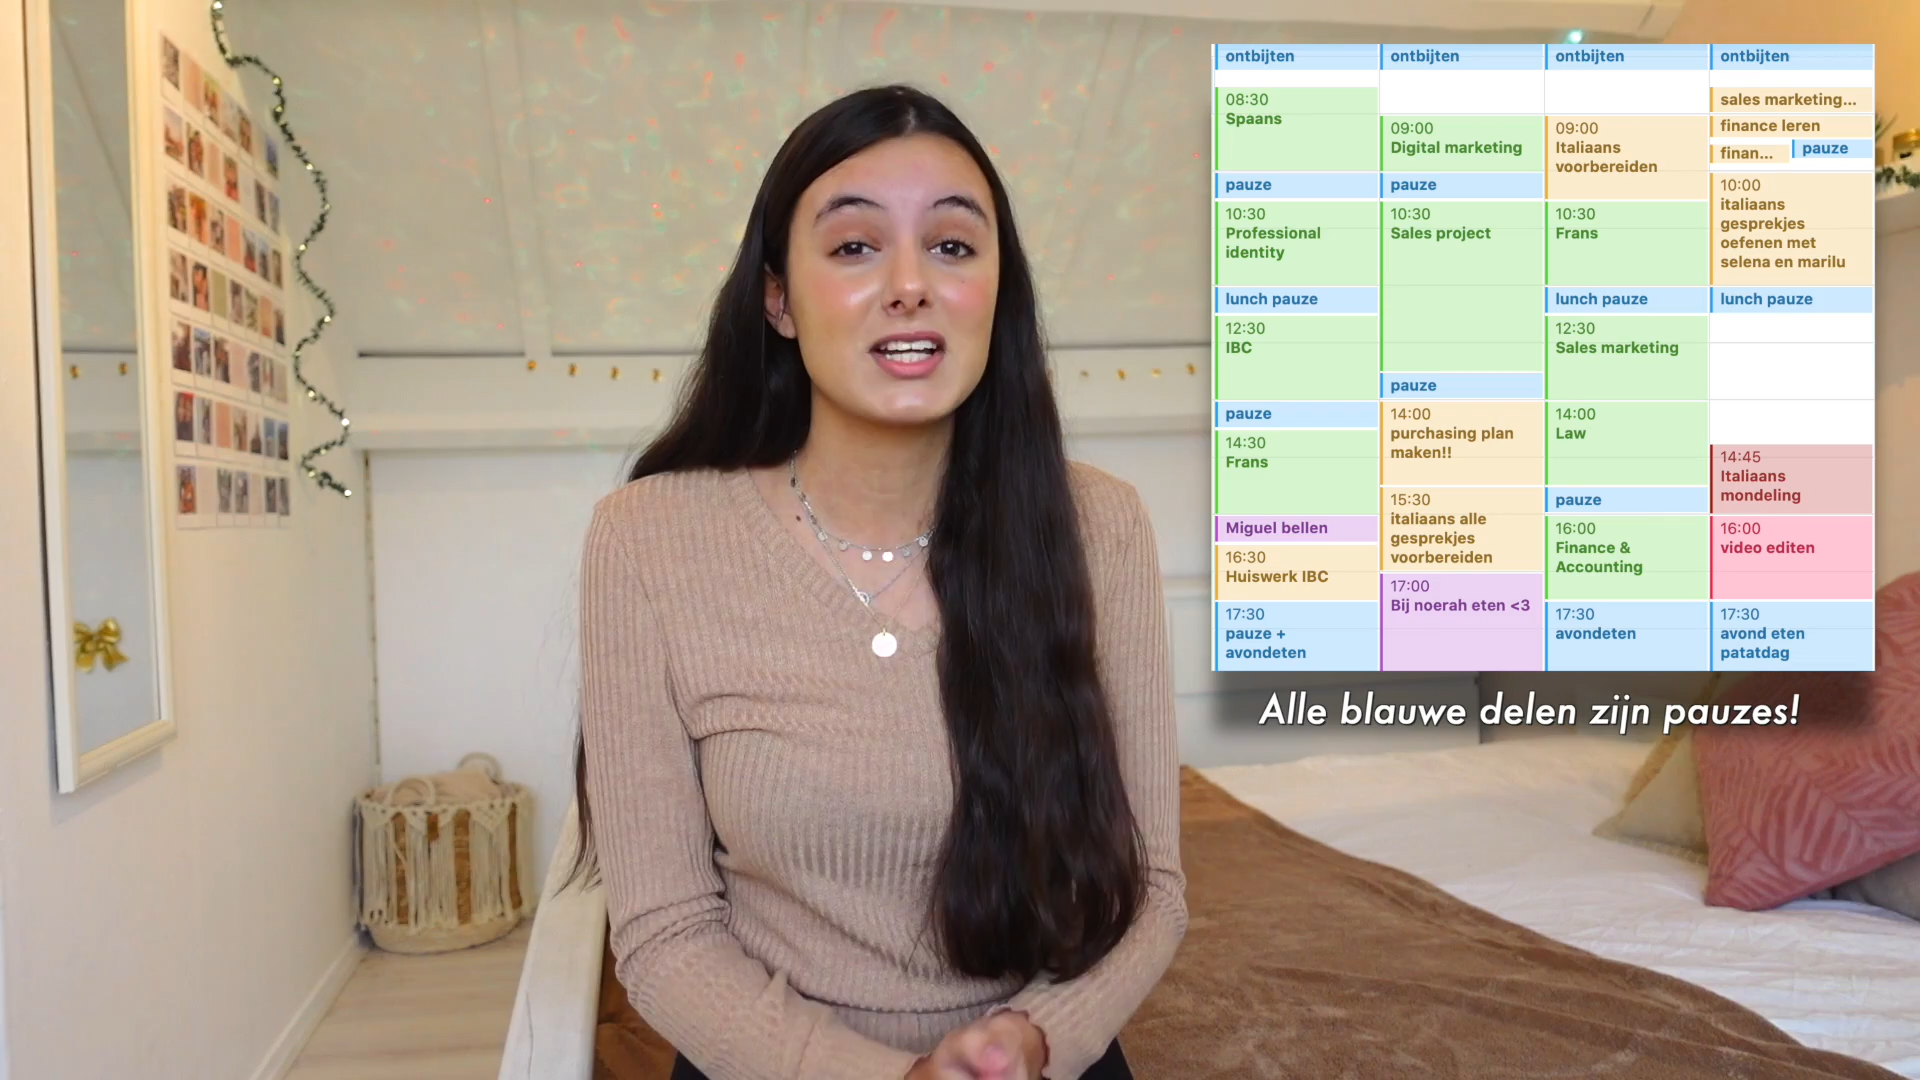 ontbijten
08:30
Spaans
pauze
10:30
Professional
identity
lunch pauze
12:30
IBC
pauze
14:30
Frans
Miguel bellen
16:30
Huiswerk IBC
17:30
pauze +
avondeten
ontbijten
09:00
Digital marketing
pauze
10:30
Sales project
pauze
14:00
purchasing plan
maken!!
15:30
italiaans alle
gesprekjes
voorbereiden
17:00
Bij noerah eten <3
ontbijten
09:00
Italiaans
voorbereiden
10:30
Frans
lunch pauze
12:30
Sales marketing
14:00
Law
pauze
16:00
Finance &
Accounting
17:30
avondeten
ontbijten
sales marketing...
finance leren
finan...
pauze
10:00
italiaans
gesprekjes
oefenen met
selena en marilu
lunch pauze
14:45
Italiaans
mondeling
16:00
video editen
17:30
avond eten
patatdag
Alle blauwe delen zijn pauzes!